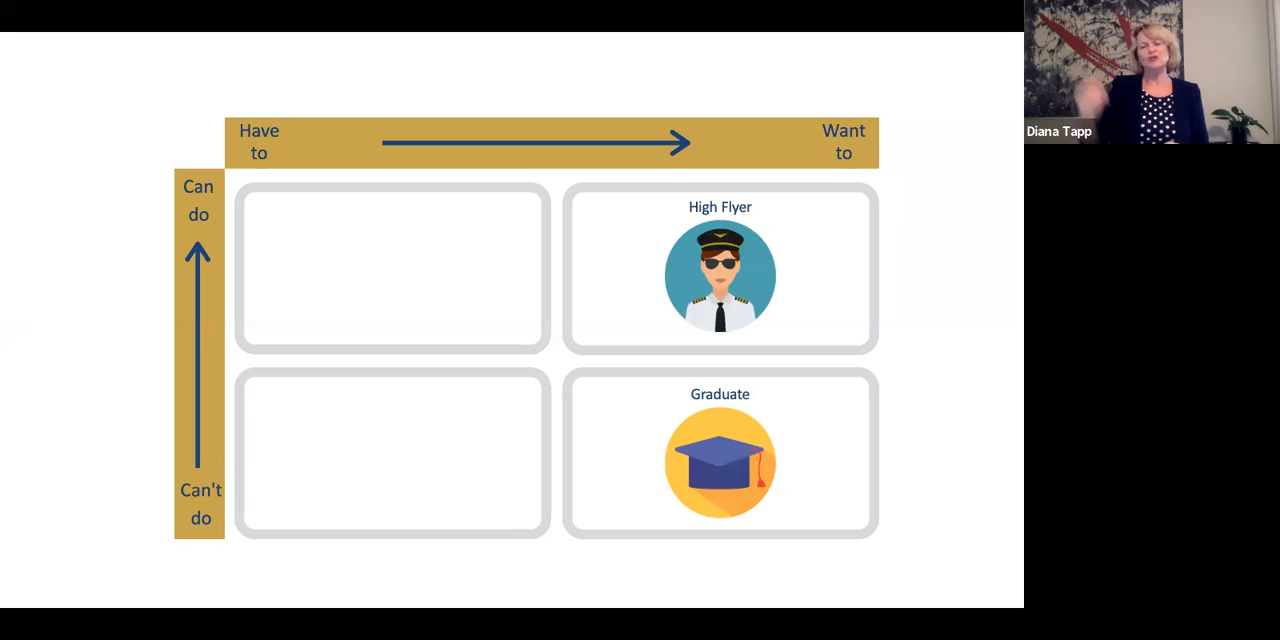 Have
to
Want
to
Diana Tapp
Can
do
High Flyer
Graduate
Can't
do